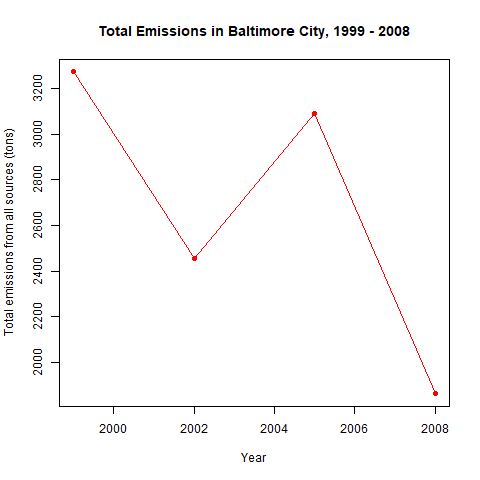 Total Emissions in Baltimore City, 1999 - 2008
Total emissions from all sources (tons)
3200
3000
2800
2600
2400
2200
2000
2000 2002 2004 2006 2008
Year